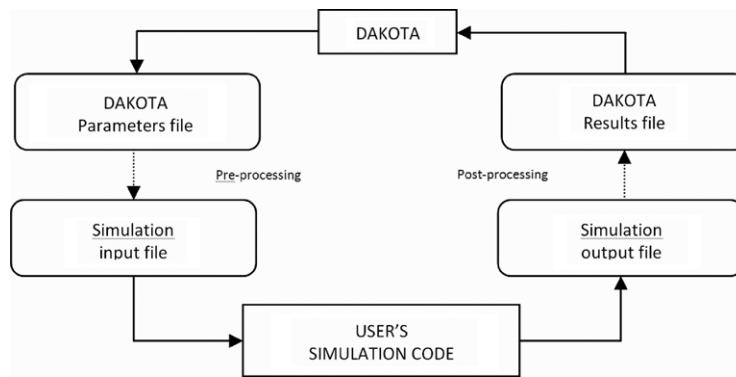 DAKOTA
DAKOTA
Parameters file
DAKOTA
Results file
Pre-processing
Post-processing
Simulation
input file
Simulation
output file
USER'S
SIMULATION CODE